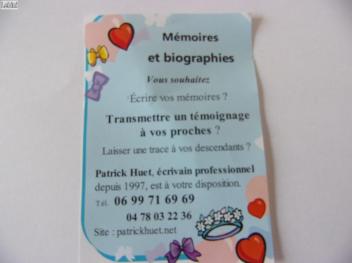 Mémoires
et biographies
Vous souhaitez
Écrire vos mémoires ?
Transmettre un témoignage
à vos proches ?
Laisser une trace à vos descendants ?
Patrick Huet, écrivain professionnel
depuis 1997, est à votre disposition.
Tél. 06 99 71 69 69
04 78 03 22 36
Site : patrickhuet.net